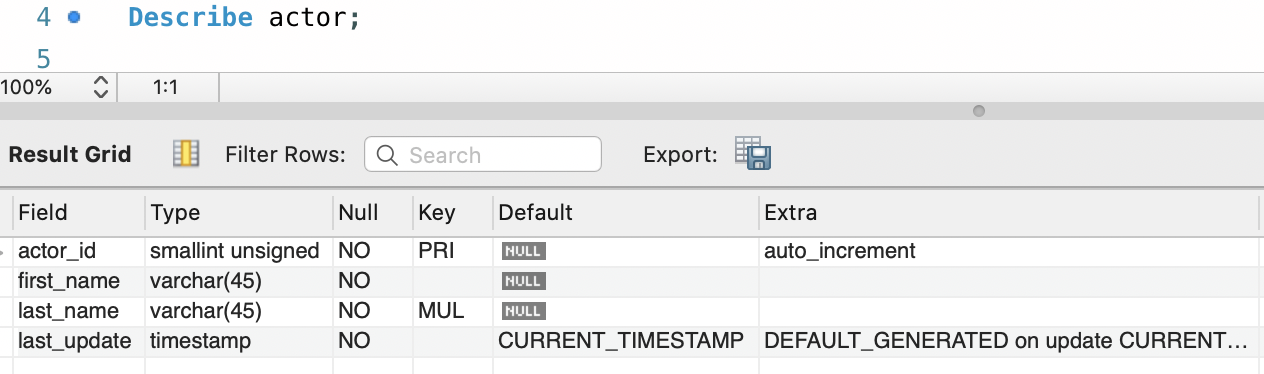 4 Describe actor;
5
100% 1:1
Result Grid Filter Rows: Search Export:
Field Type Null Key Default Extra
actor_id smallint unsigned NO PRI NULL auto_increment
first_name varchar(45) NO NULL
last_name varchar(45) NO MUL NULL
last_update timestamp NO CURRENT_TIMESTAMP DEFAULT_GENERATED on update CURRENT...